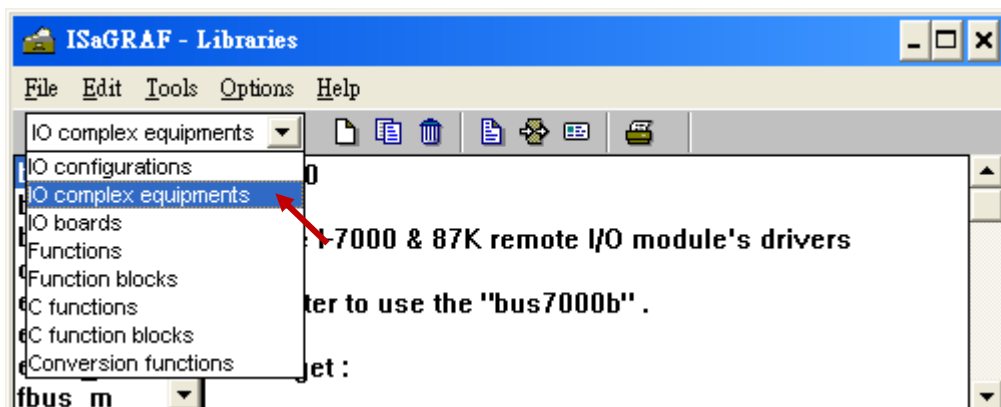 ISaGRAF - Libraries
File Edit Tools Options Help
IO complex equipments
IO configurations
IO complex equipments
IO boards
Functions
Function blocks
C functions
C function blocks
Conversion functions
0
I-7000 & 87K remote I/O module's drivers
ter to use the "bus7000b" .
get :
fbus_m